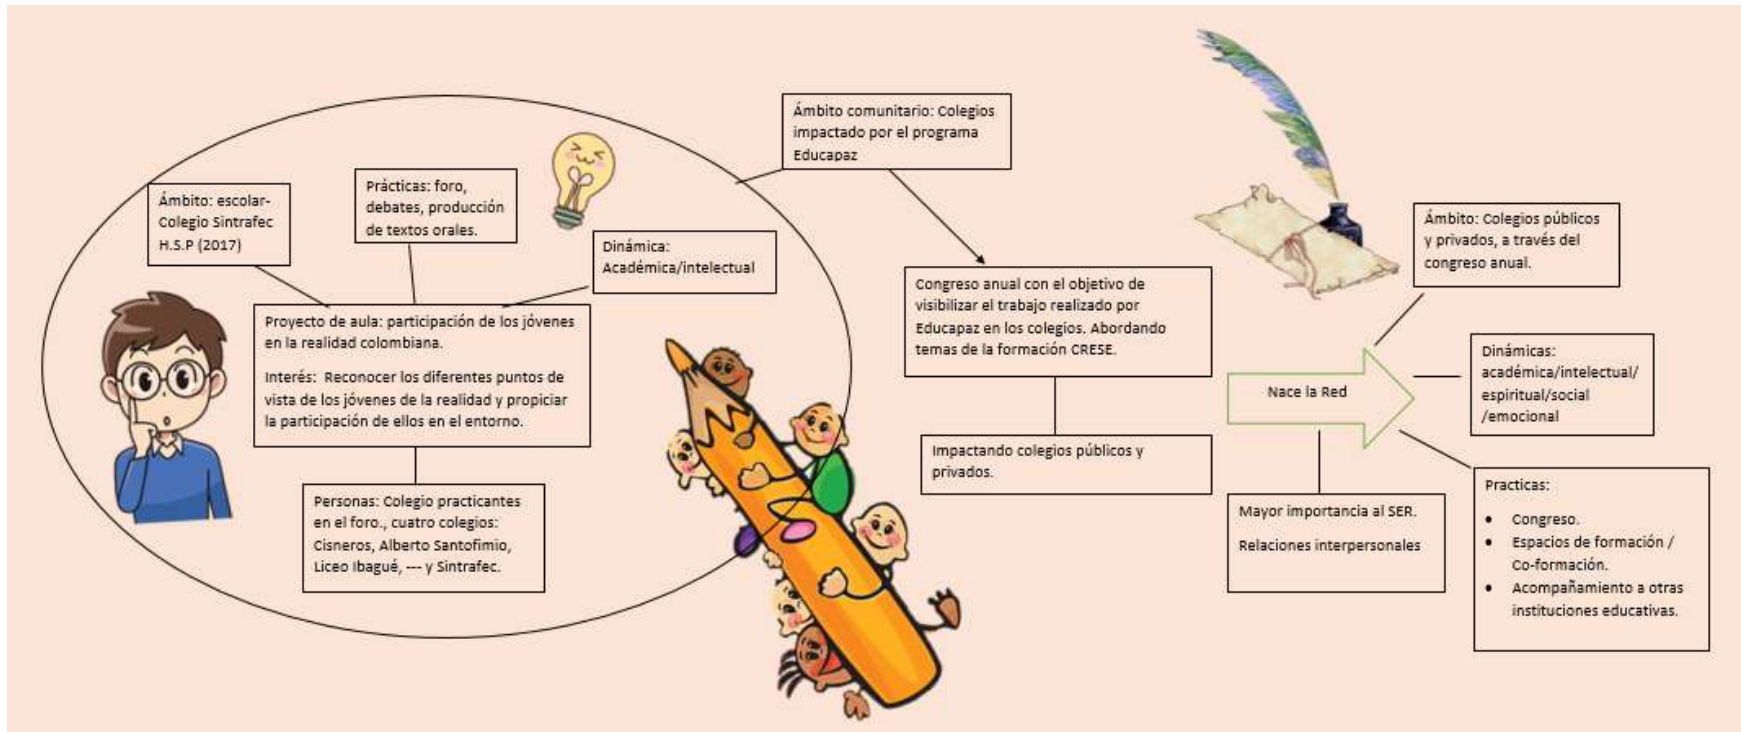 Ámbito: escolar-
Colegio Sintrafec
H.S.P (2017)
Prácticas: foro,
debates, producción
de textos orales.
Dinámica:
Académica/intelectual
Proyecto de aula: participación de los jóvenes
en la realidad colombiana.
Interés: Reconocer los diferentes puntos de
vista de los jóvenes de la realidad y propiciar
la participación de ellos en el entorno.
Personas: Colegio practicantes
en el foro., cuatro colegios:
Cisneros, Alberto Santofimio,
Liceo Ibagué, --- y Sintrafec.
Ámbito comunitario: Colegios
impactado por el programa
Educapaz
Congreso anual con el objetivo de
visibilizar el trabajo realizado por
Educapaz en los colegios. Abordando
temas de la formación CRESE.
Impactando colegios públicos y
privados.
Nace la Red
Ámbito: Colegios públicos
y privados, a través del
congreso anual.
Dinámicas:
académica/intelectual/
espiritual/social
/emocional
Mayor importancia al SER.
Relaciones interpersonales
Practicas:
• Congreso.
• Espacios de formación /
Co-formación.
• Acompañamiento a otras
instituciones educativas.